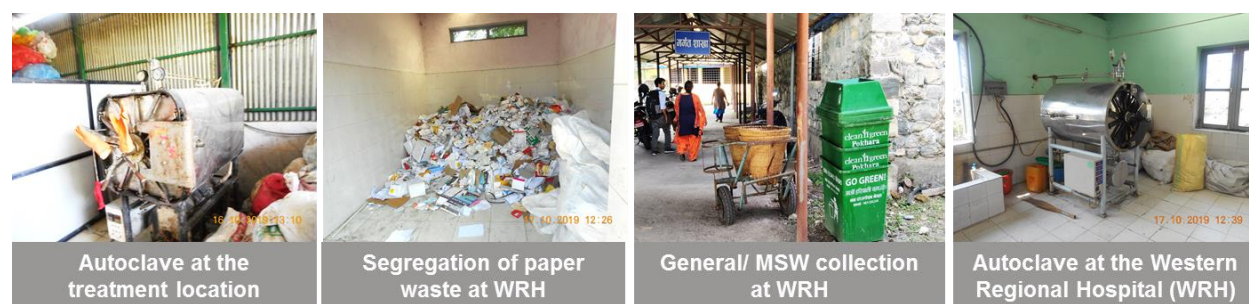 16.10.2019 13:10
17.10.2019 12:26
मर्मत शाखा
clean'n'green
Pokhara
clean'n'green
Pokhara
GO GREEN!
17.10.2019 12:39
Autoclave at the
treatment location
Segregation of paper
waste at WRH
General/ MSW collection
at WRH
Autoclave at the Western
Regional Hospital (WRH)